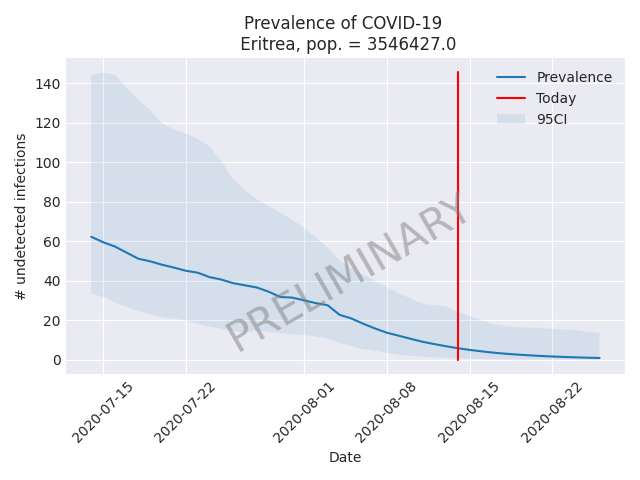 Prevalence of COVID-19
Eritrea, pop. = 3546427.0
Prevalence
Today
95CI
140
120
100
80
60
40
20
0
# undetected infections
PRELIMINARY
2020-07-15
2020-07-22
2020-08-01
2020-08-08
2020-08-15
2020-08-22
Date